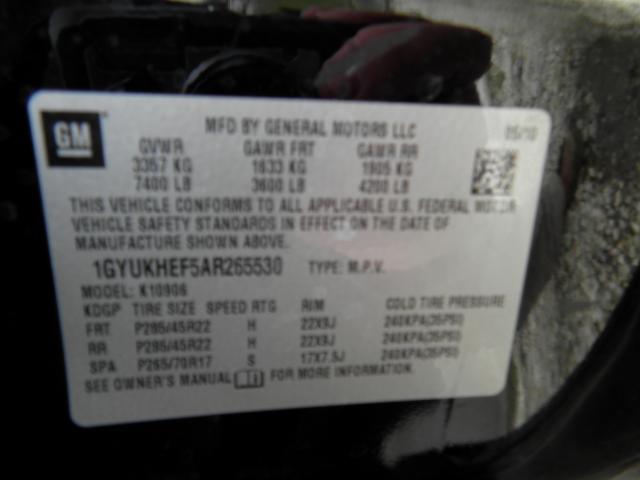 GM
MFD BY GENERAL MOTORS LLC 05/10
GVWR GAWR FRT GAWR RR
3357 KG 1633 KG 1905 KG
7400 LB 3600 LB 4200 LB
THIS VEHICLE CONFORMS TO ALL APPLICABLE U.S. FEDERAL MOTOR
VEHICLE SAFETY STANDARDS IN EFFECT ON THE DATE OF
MANUFACTURE SHOWN ABOVE.
1GYUKHEF5AR265530 TYPE: M.P.V.
MODEL: K10906
KDGP TIRE SIZE SPEED RTG RIM COLD TIRE PRESSURE
FRT P285/45R22 H 22X9J 240KPA(35PSI)
RR P285/45R22 H 22X9J 240KPA(35PSI)
SPA P265/70R17 S 17X7.5J 240KPA(35PSI)
SEE OWNER'S MANUAL FOR MORE INFORMATION.